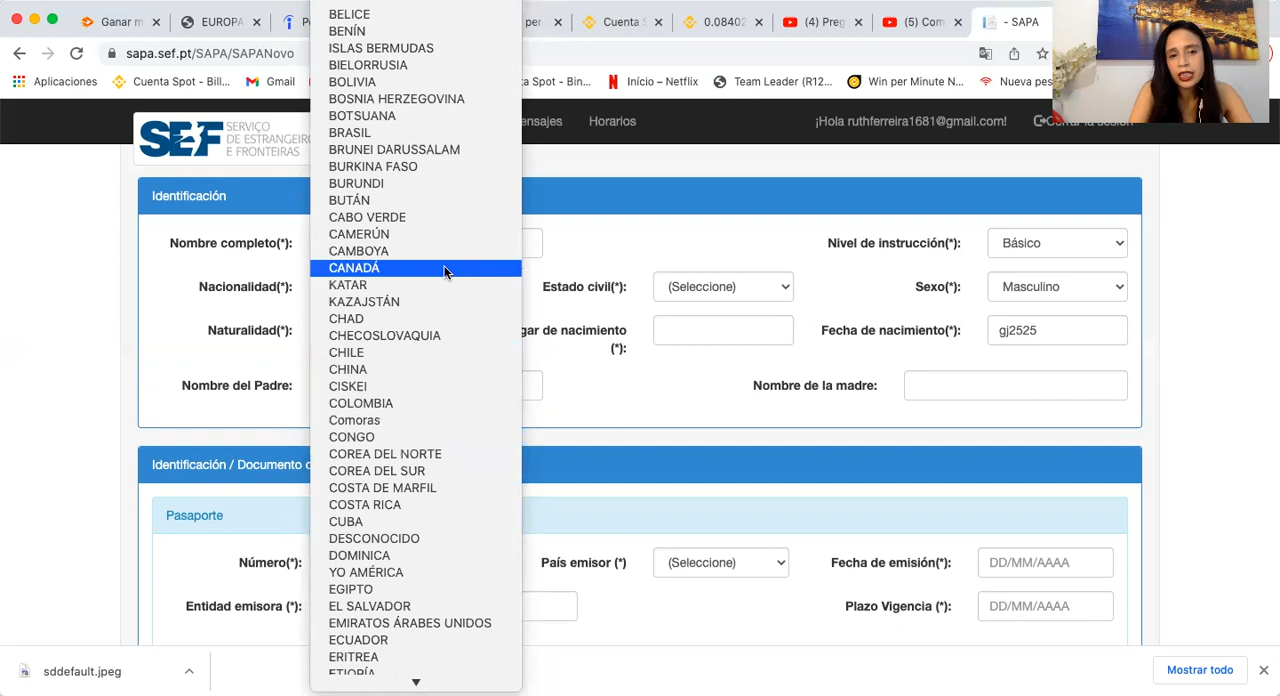 Ganar m
EUROPA
P
per
Cuenta S
0.08402
(4) Preg
(5) Com
- SAPA
sapa.sef.pt/SAPA/SAPANovo
Aplicaciones
Cuenta Spot - Bill...
Gmail
ta Spot - Bin...
Início – Netflix
Team Leader (R12...
Win per Minute N...
Nueva pes
SEF SERVIÇO
DE ESTRANGEIR
E FRONTEIRAS
ensajes
Horarios
¡Hola ruthferreira1681@gmail.com!
Cerrar la sesión
Identificación
Nombre completo(*):
Nivel de instrucción(*):
Básico
Nacionalidad(*):
Estado civil(*):
(Seleccione)
Sexo(*):
Masculino
Naturalidad(*):
gar de nacimiento
(*):
Fecha de nacimiento(*):
gj2525
Nombre del Padre:
Nombre de la madre:
BELICE
BENÍN
ISLAS BERMUDAS
BIELORRUSIA
BOLIVIA
BOSNIA HERZEGOVINA
BOTSUANA
BRASIL
BRUNEI DARUSSALAM
BURKINA FASO
BURUNDI
BUTÁN
CABO VERDE
CAMERÚN
CAMBOYA
CANADÁ
KATAR
KAZAJSTÁN
CHAD
CHECOSLOVAQUIA
CHILE
CHINA
CISKEI
COLOMBIA
Comoras
CONGO
COREA DEL NORTE
COREA DEL SUR
COSTA DE MARFIL
COSTA RICA
CUBA
DESCONOCIDO
DOMINICA
YO AMÉRICA
EGIPTO
EL SALVADOR
EMIRATOS ÁRABES UNIDOS
ECUADOR
ERITREA
ETIOPÍA
Identificación / Documento d
Pasaporte
Número(*):
País emisor (*)
(Seleccione)
Fecha de emisión(*):
DD/MM/AAAA
Entidad emisora (*):
Plazo Vigencia (*):
DD/MM/AAAA
sddefault.jpeg
Mostrar todo